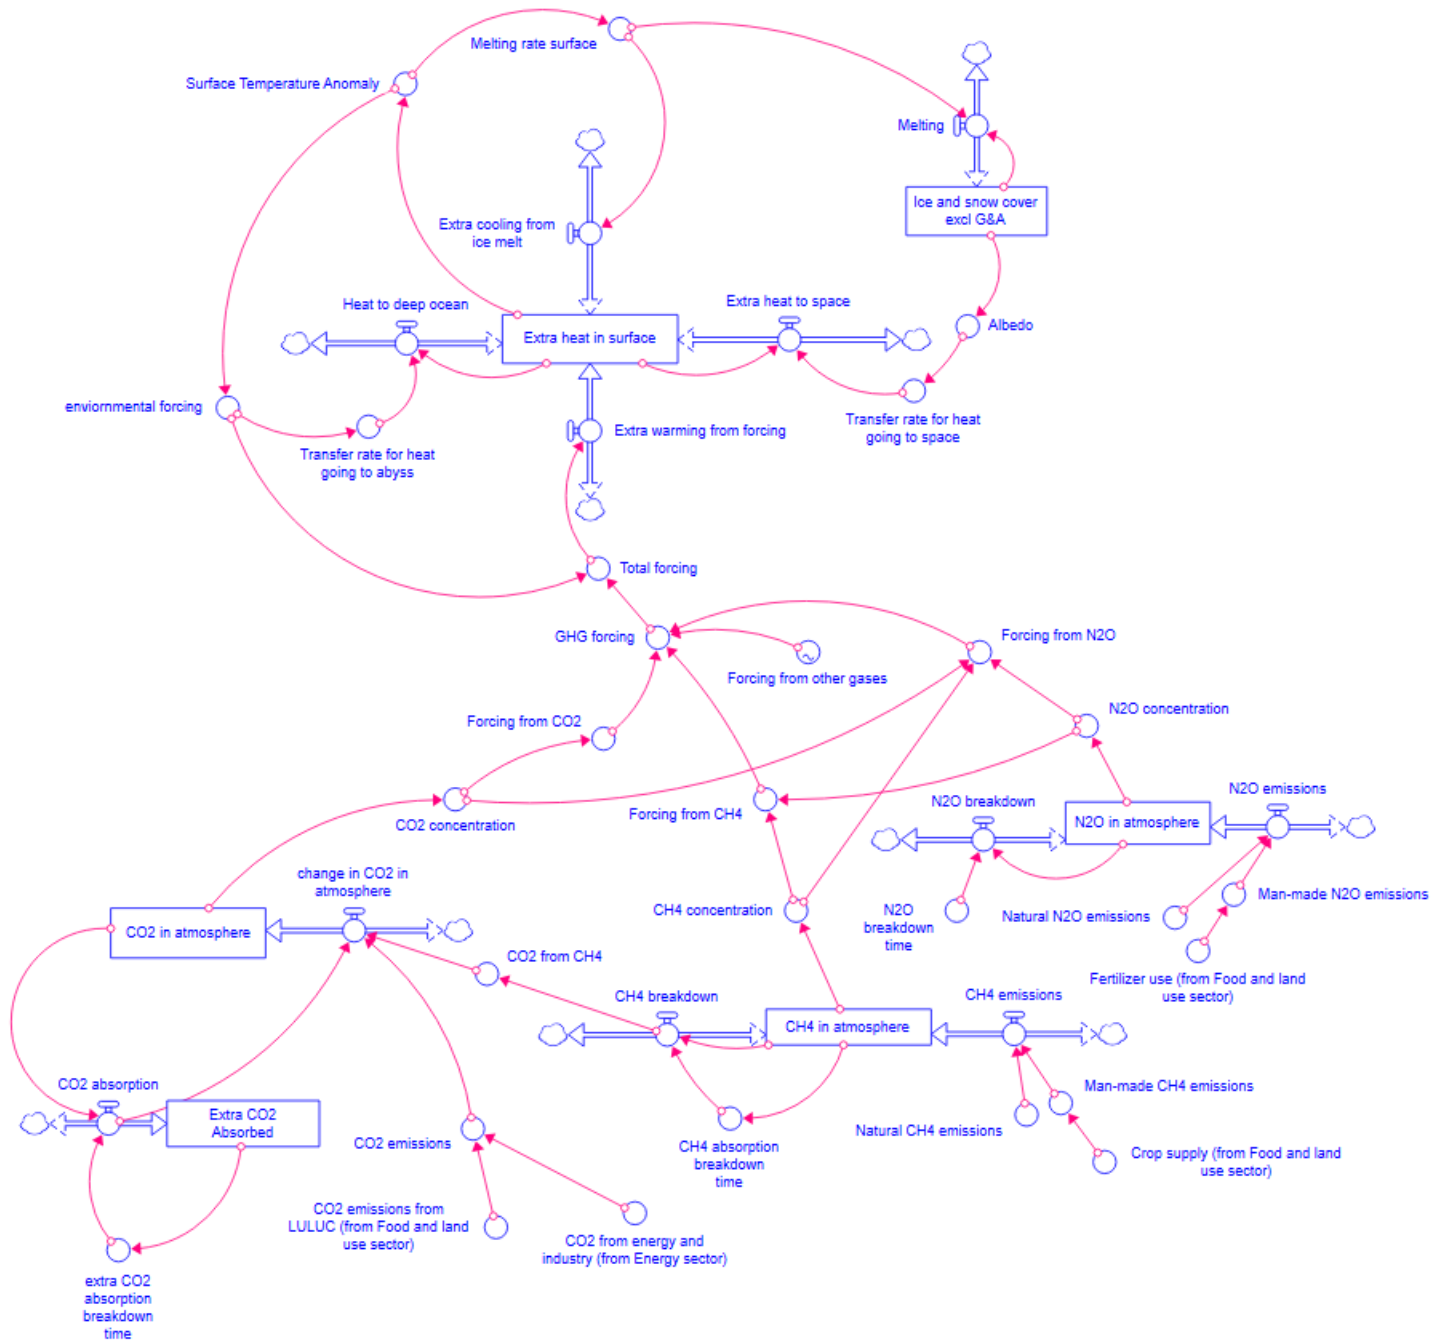 Melting rate surface
Surface Temperature Anomaly
Melting
Ice and snow cover
excl G&A
Extra cooling from
ice melt
Heat to deep ocean
Extra heat to space
Albedo
Extra heat in surface
enviornmental forcing
Transfer rate for heat
going to abyss
Extra warming from forcing
Transfer rate for heat
going to space
Total forcing
GHG forcing
Forcing from N2O
Forcing from other gases
Forcing from CO2
N2O concentration
CO2 concentration
Forcing from CH4
N2O breakdown
N2O emissions
N2O in atmosphere
change in CO2 in
atmosphere
CH4 concentration
N2O
breakdown
time
Natural N2O emissions
Man-made N2O emissions
CO2 in atmosphere
CO2 from CH4
Fertilizer use (from Food and land
use sector)
CH4 breakdown
CH4 emissions
CH4 in atmosphere
CO2 absorption
Extra CO2
Absorbed
CO2 emissions
CH4 absorption
breakdown
time
Natural CH4 emissions
Man-made CH4 emissions
Crop supply (from Food and land
use sector)
CO2 emissions from
LULUC (from Food and land
use sector)
CO2 from energy and
industry (from Energy sector)
extra CO2
absorption
breakdown
time